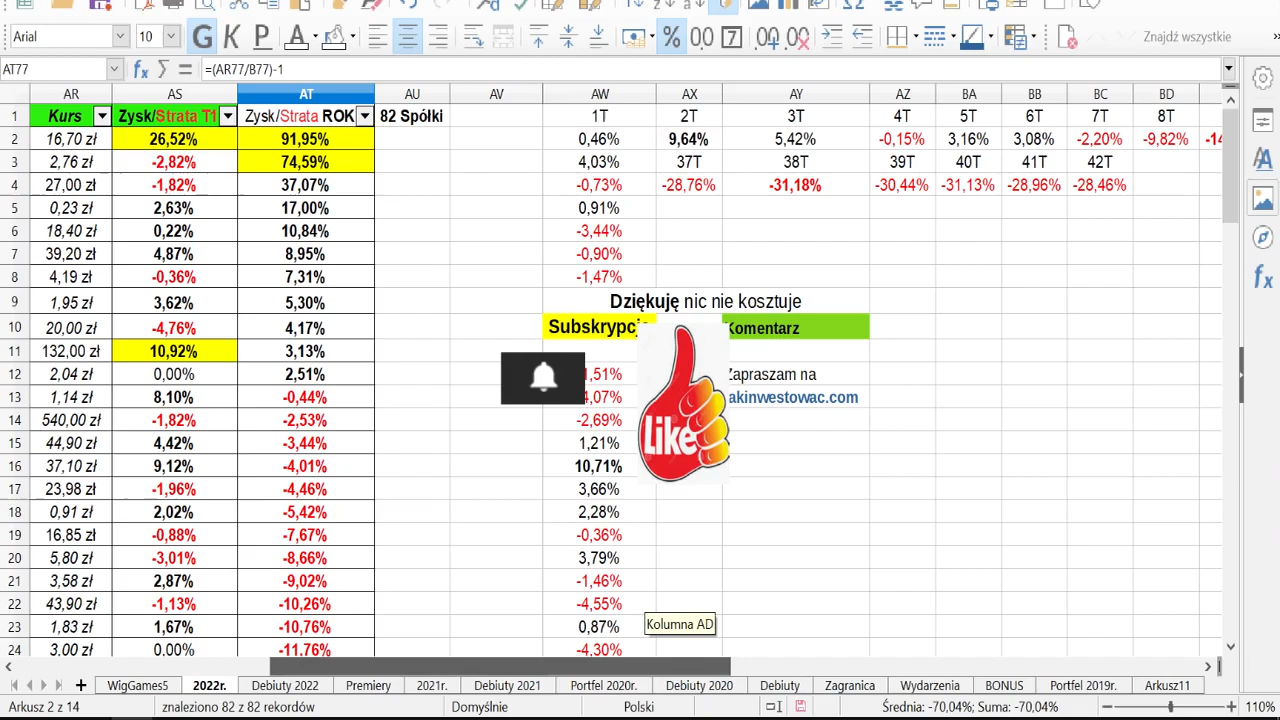 Arial 10 G K P A % 00 7 Znajdź wszystkie
AT77 fx Σ = =(AR77/B77)-1
AR AS AT AU AV AW AX AY AZ BA BB BC BD
1 Kurs Zysk/Strata T1 Zysk/Strata ROK 82 Spółki 1T 2T 3T 4T 5T 6T 7T 8T
2 16,70 zł 26,52% 91,95% 0,46% 9,64% 5,42% -0,15% 3,16% 3,08% -2,20% -9,82% -14
3 2,76 zł -2,82% 74,59% 4,03% 37T 38T 39T 40T 41T 42T
4 27,00 zł -1,82% 37,07% -0,73% -28,76% -31,18% -30,44% -31,13% -28,96% -28,46%
5 0,23 zł 2,63% 17,00% 0,91%
6 18,40 zł 0,22% 10,84% -3,44%
7 39,20 zł 4,87% 8,95% -0,90%
8 4,19 zł -0,36% 7,31% -1,47%
9 1,95 zł 3,62% 5,30% Dziękuję nic nie kosztuje
10 20,00 zł -4,76% 4,17% Subskrypcja Komentarz
11 132,00 zł 10,92% 3,13%
12 2,04 zł 0,00% 2,51% 1,51% Zapraszam na
13 1,14 zł 8,10% -0,44% 4,07% akinwestowac.com
14 540,00 zł -1,82% -2,53% -2,69%
Like
15 44,90 zł 4,42% -3,44% 1,21%
16 37,10 zł 9,12% -4,01% 10,71%
17 23,98 zł -1,96% -4,46% 3,66%
18 0,91 zł 2,02% -5,42% 2,28%
19 16,85 zł -0,88% -7,67% -0,36%
20 5,80 zł -3,01% -8,66% 3,79%
21 3,58 zł 2,87% -9,02% -1,46%
22 43,90 zł -1,13% -10,26% -4,55%
23 1,83 zł 1,67% -10,76% 0,87% Kolumna AD
24 3,00 zł 0,00% -11,76% -4,30%
WigGames5 2022r. Debiuty 2022 Premiery 2021r. Debiuty 2021 Portfel 2020r. Debiuty 2020 Debiuty Zagranica Wydarzenia BONUS Portfel 2019r. Arkusz11
Arkusz 2 z 14 znaleziono 82 z 82 rekordów Domyślnie Polski Średnia: -70,04%; Suma: -70,04% 110%